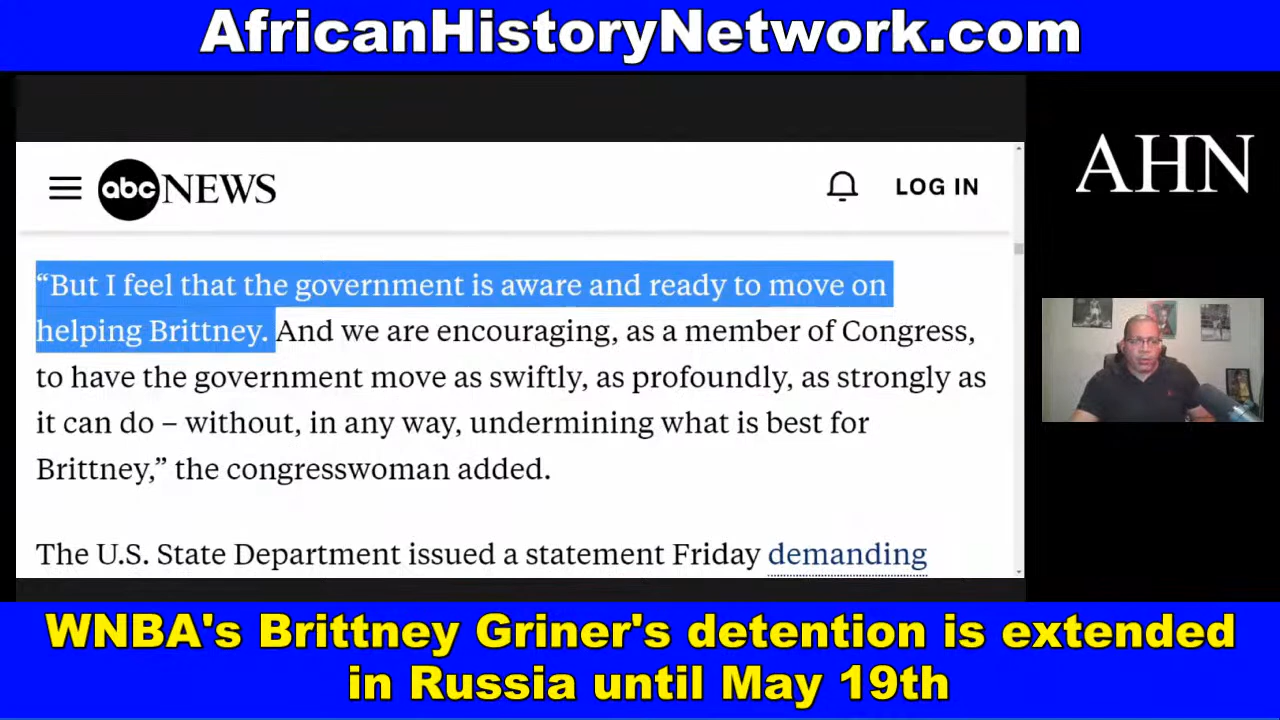 AfricanHistoryNetwork.com
AHN
abc NEWS
LOG IN
“But I feel that the government is aware and ready to move on
helping Brittney. And we are encouraging, as a member of Congress,
to have the government move as swiftly, as profoundly, as strongly as
it can do – without, in any way, undermining what is best for
Brittney,” the congresswoman added.
The U.S. State Department issued a statement Friday demanding
WNBA's Brittney Griner's detention is extended
in Russia until May 19th